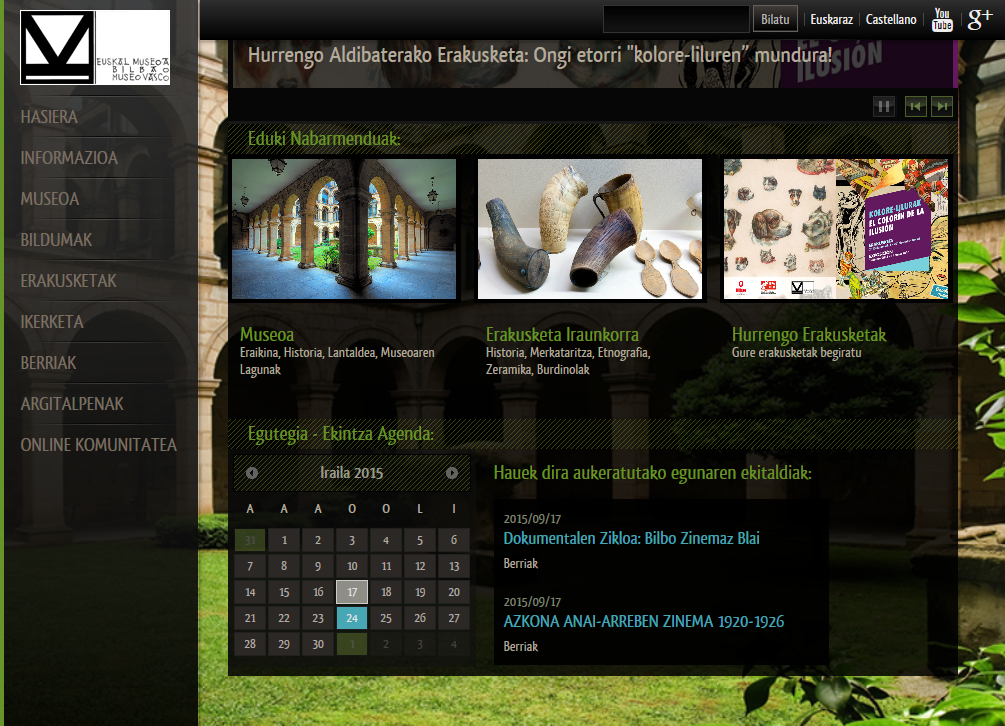 EUSKAL MUSEOA
BILBAO
MUSEO VASCO
Bilatu
Euskaraz
Castellano
You
Tube
g+
HASIERA
INFORMAZIOA
MUSEOA
BILDUMAK
ERAKUSKETAK
IKERKETA
BERRIAK
ARGITALPENAK
ONLINE KOMUNITATEA
EL COLORÍN DE LA
ILUSIÓN
Hurrengo Aldibaterako Erakusketa: Ongi etorri "kolore-liluren” mundura!
Eduki Nabarmenduak:
KOLORE-LILURAK
EL COLORÍN DE LA
ILUSIÓN
Museoa
Eraikina, Historia, Lantaldea, Museoaren
Lagunak
Erakusketa Iraunkorra
Historia, Merkataritza, Etnografia,
Zeramika, Burdinolak
Hurrengo Erakusketak
Gure erakusketak begiratu
Egutegia - Ekintza Agenda:
Iraila 2015
A A A O O L I
31 1 2 3 4 5 6
7 8 9 10 11 12 13
14 15 16 17 18 19 20
21 22 23 24 25 26 27
28 29 30 1 2 3 4
Hauek dira aukeratutako egunaren ekitaldiak:
2015/09/17
Dokumentalen Zikloa: Bilbo Zinemaz Blai
Berriak
2015/09/17
AZKONA ANAI-ARREBEN ZINEMA 1920-1926
Berriak